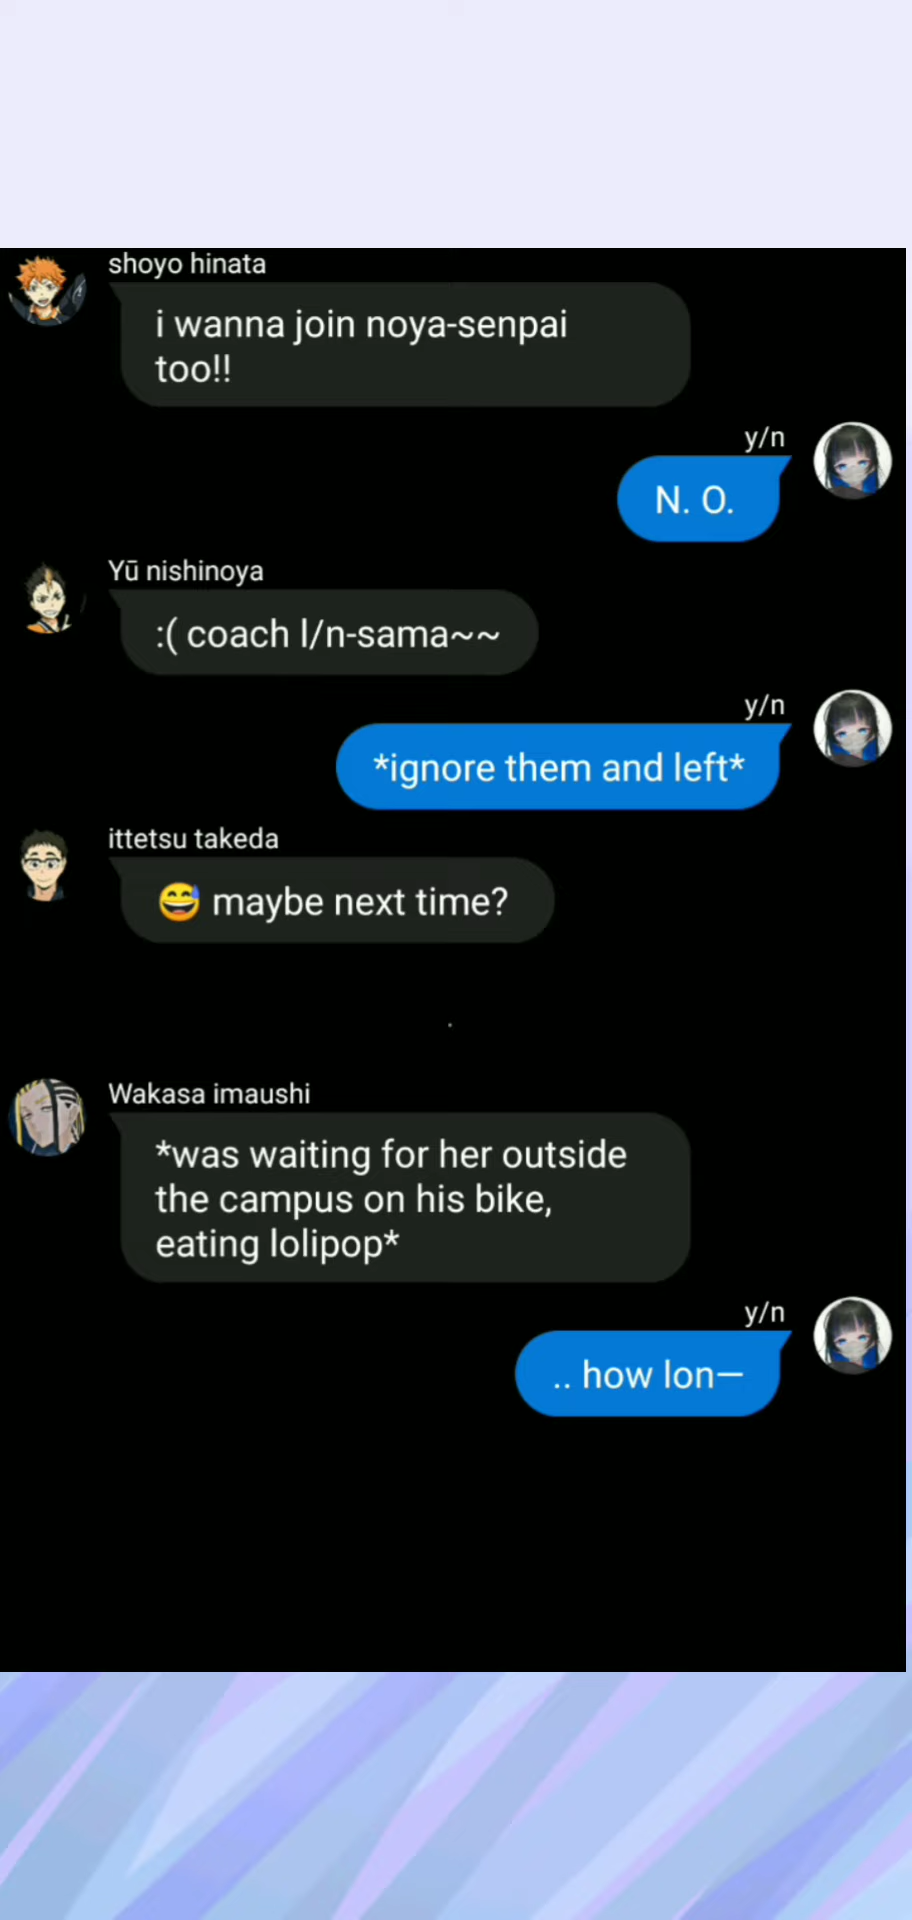 shoyo hinata
i wanna join noya-senpai
too!!
y/n
N. O.
Yū nishinoya
:( coach l/n-sama~~
y/n
*ignore them and left*
ittetsu takeda
😅 maybe next time?
.
Wakasa imaushi
*was waiting for her outside
the campus on his bike,
eating lolipop*
y/n
.. how lon—